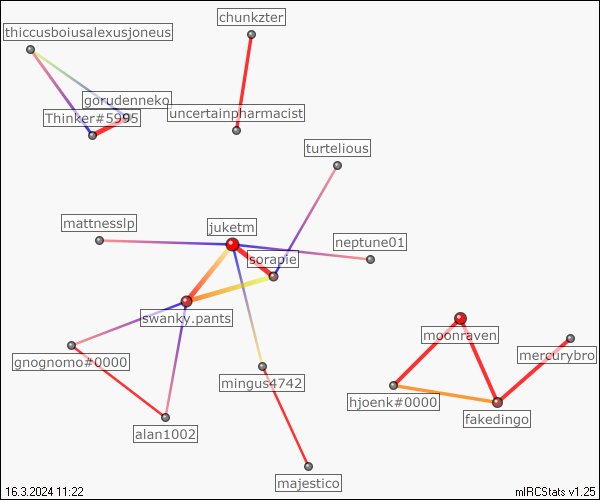 chunkzter
thiccusboiusalexusjoneus
gorudenneko
Thinker#5995
uncertainpharmacist
turtelious
mattnesslp
juketm
neptune01
sorapie
swanky.pants
moonraven
mercurybro
gnognomo#0000
mingus4742
hjoenk#0000
fakedingo
alan1002
majestico
16.3.2024 11:22
mIRCStats v1.25